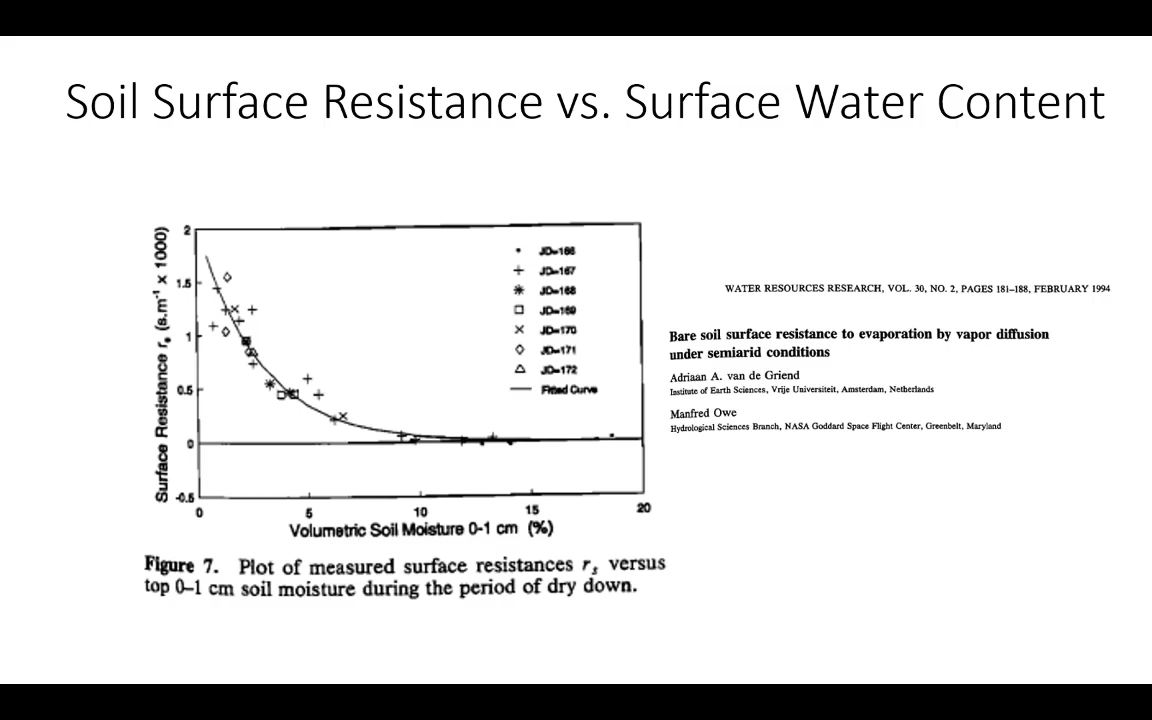 Soil Surface Resistance vs. Surface Water Content
Surface Resistance rₛ (s.m⁻¹ x 1000)
2
1.5
1
0.5
0
-0.5
0
5
10
15
20
Volumetric Soil Moisture 0-1 cm (%)
JD=166
JD=167
JD=168
JD=169
JD=170
JD=171
JD=172
Fitted Curve
Figure 7. Plot of measured surface resistances rₛ versus
top 0–1 cm soil moisture during the period of dry down.
WATER RESOURCES RESEARCH, VOL. 30, NO. 2, PAGES 181–188, FEBRUARY 1994
Bare soil surface resistance to evaporation by vapor diffusion
under semiarid conditions
Adriaan A. van de Griend
Institute of Earth Sciences, Vrije Universiteit, Amsterdam, Netherlands
Manfred Owe
Hydrological Sciences Branch, NASA Goddard Space Flight Center, Greenbelt, Maryland